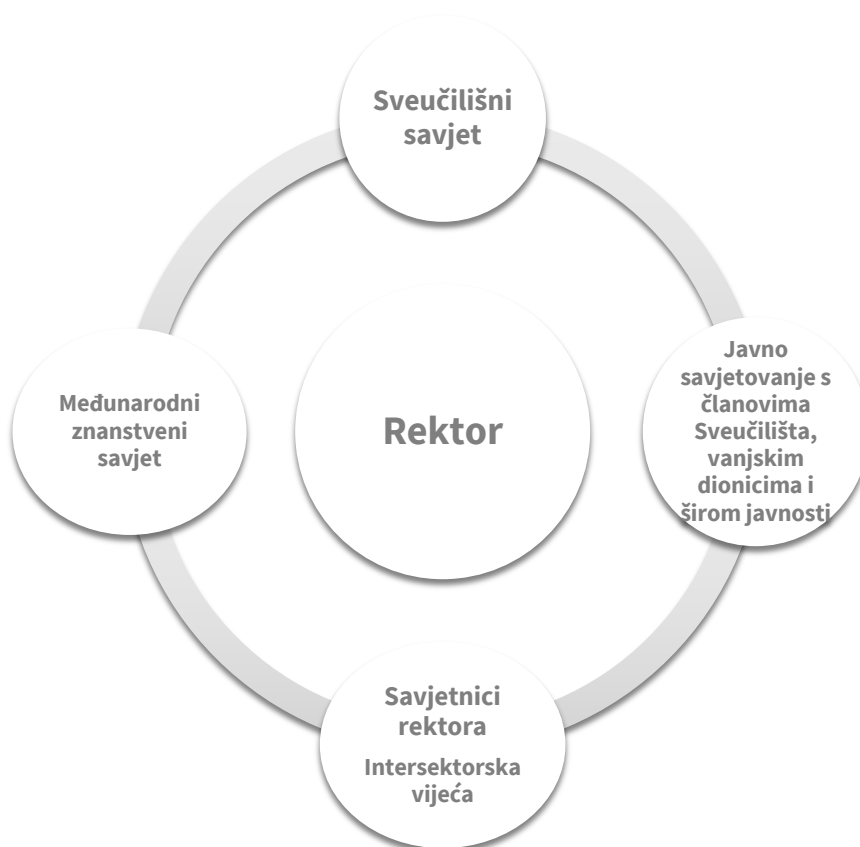 Sveučilišni
savjet
Javno
savjetovanje s
članovima
Sveučilišta,
vanjskim
dionicima i
širom javnosti
Međunarodni
znanstveni
savjet
Rektor
Savjetnici
rektora
Intersektorska
vijeća